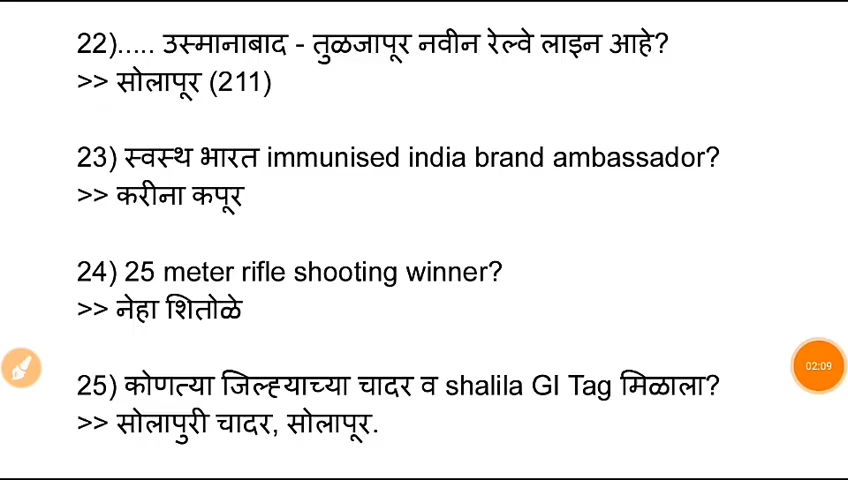 22)..... उस्मानाबाद - तुळजापूर नवीन रेल्वे लाइन आहे?
>> सोलापूर (211)
23) स्वस्थ भारत immunised india brand ambassador?
>> करीना कपूर
24) 25 meter rifle shooting winner?
>> नेहा शितोळे
25) कोणत्या जिल्ह्याच्या चादर व shalila GI Tag मिळाला?
>> सोलापुरी चादर, सोलापूर.
02:09